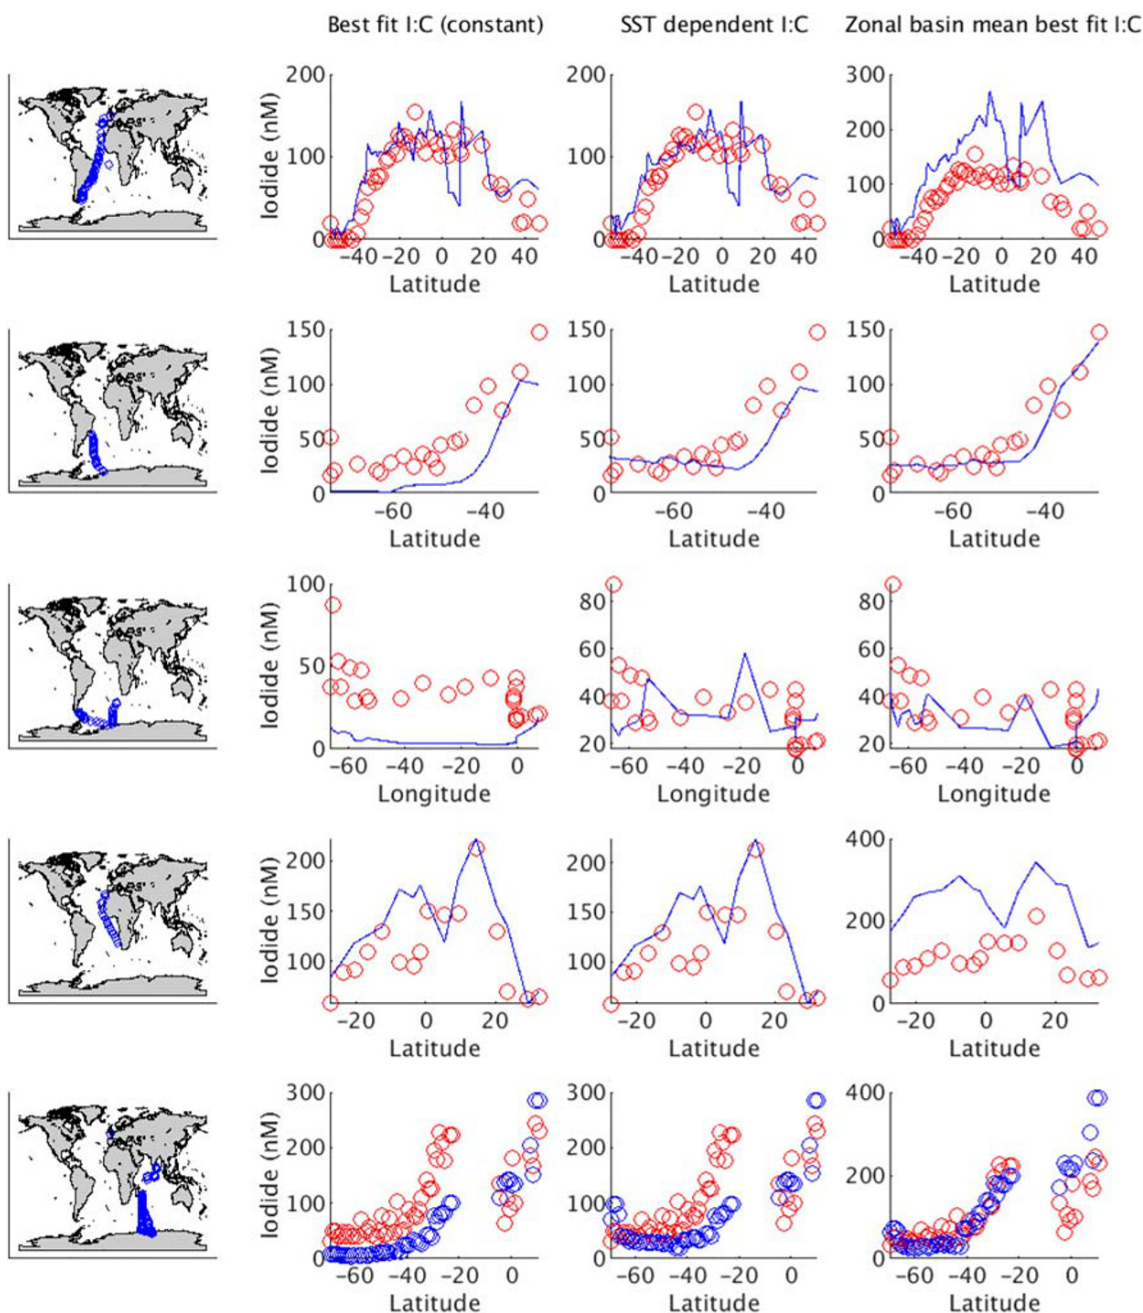 Best fit I:C (constant) SST dependent I:C Zonal basin mean best fit I:C
200 200 300
Iodide (nM)
200
100 100
100
0 0 0
−40 −20 0 20 40 −40 −20 0 20 40 −40 −20 0 20 40
Latitude Latitude Latitude
150 150 150
Iodide (nM)
100 100 100
50 50 50
0 0 0
−60 −40 −60 −40 −60 −40
Latitude Latitude Latitude
100
Iodide (nM)
80 80
50 60 60
40 40
0 20 20
−60 −40 −20 0 −60 −40 −20 0 −60 −40 −20 0
Longitude Longitude Longitude
400
Iodide (nM)
200 200
150 150 200
100 100
0
−20 0 20 −20 0 20 −20 0 20
Latitude Latitude Latitude
300 300 400
Iodide (nM)
200 200
200
100 100
0 0 0
−60 −40 −20 0 −60 −40 −20 0 −60 −40 −20 0
Latitude Latitude Latitude